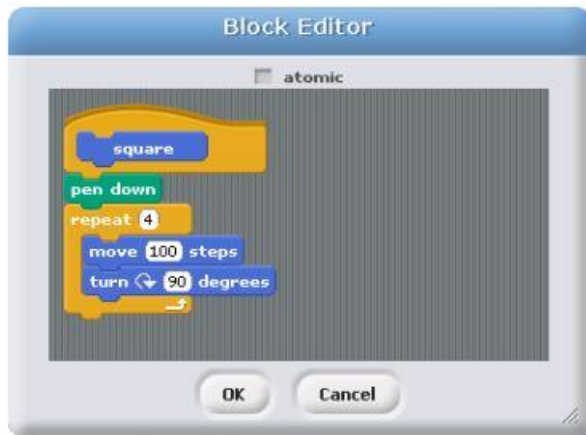 Block Editor
atomic
square
pen down
repeat 4
move 100 steps
turn 90 degrees
OK Cancel